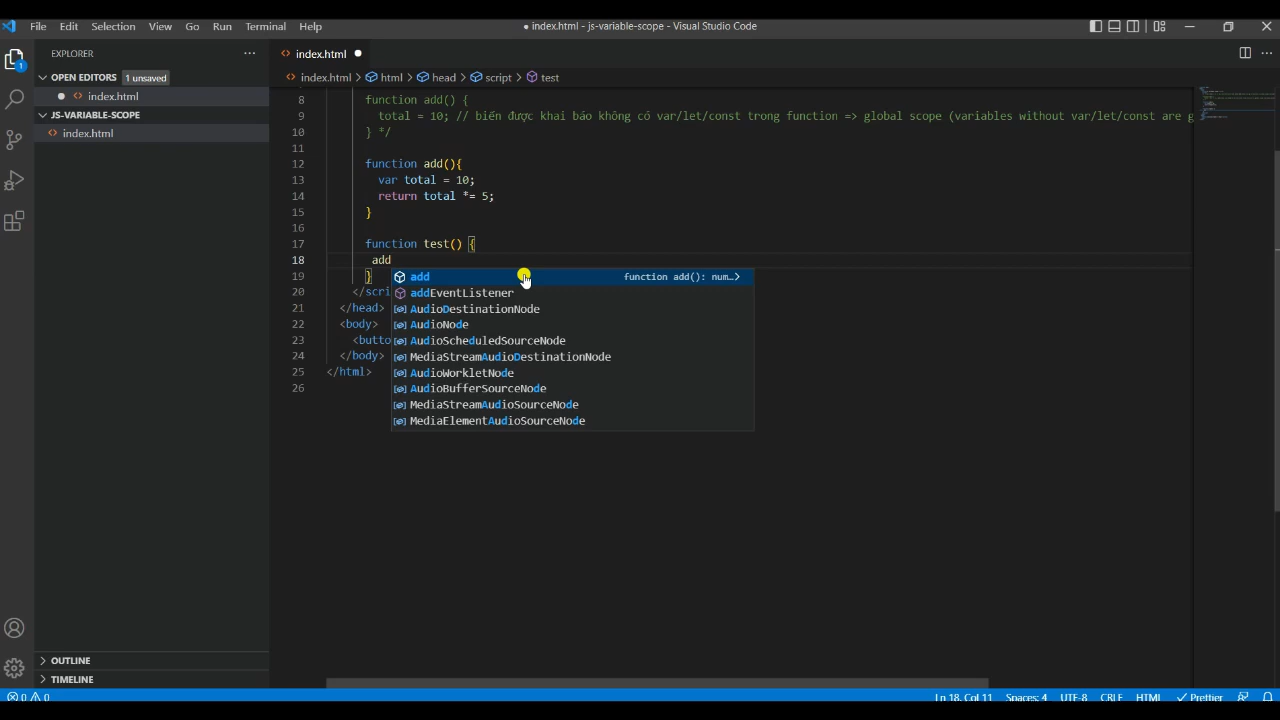 File Edit Selection View Go Run Terminal Help
● index.html - js-variable-scope - Visual Studio Code
EXPLORER
OPEN EDITORS 1 unsaved
index.html
JS-VARIABLE-SCOPE
index.html
1
OUTLINE
TIMELINE
index.html
index.html > html > head > script > test
8 function add() {
9 total = 10; // biến được khai báo không có var/let/const trong function => global scope (variables without var/let/const are g
10 } */
11
12 function add(){
13 var total = 10;
14 return total *= 5;
15 }
16
17 function test() {
18 add
19 }
20 </scri
21 </head>
22 <body>
23 <butto
24 </body>
25 </html>
26
add function add(): num…
addEventListener
AudioDestinationNode
AudioNode
AudioScheduledSourceNode
MediaStreamAudioDestinationNode
AudioWorkletNode
AudioBufferSourceNode
MediaStreamAudioSourceNode
MediaElementAudioSourceNode
0 0 Ln 18, Col 11 Spaces: 4 UTF-8 CRLF HTML Prettier